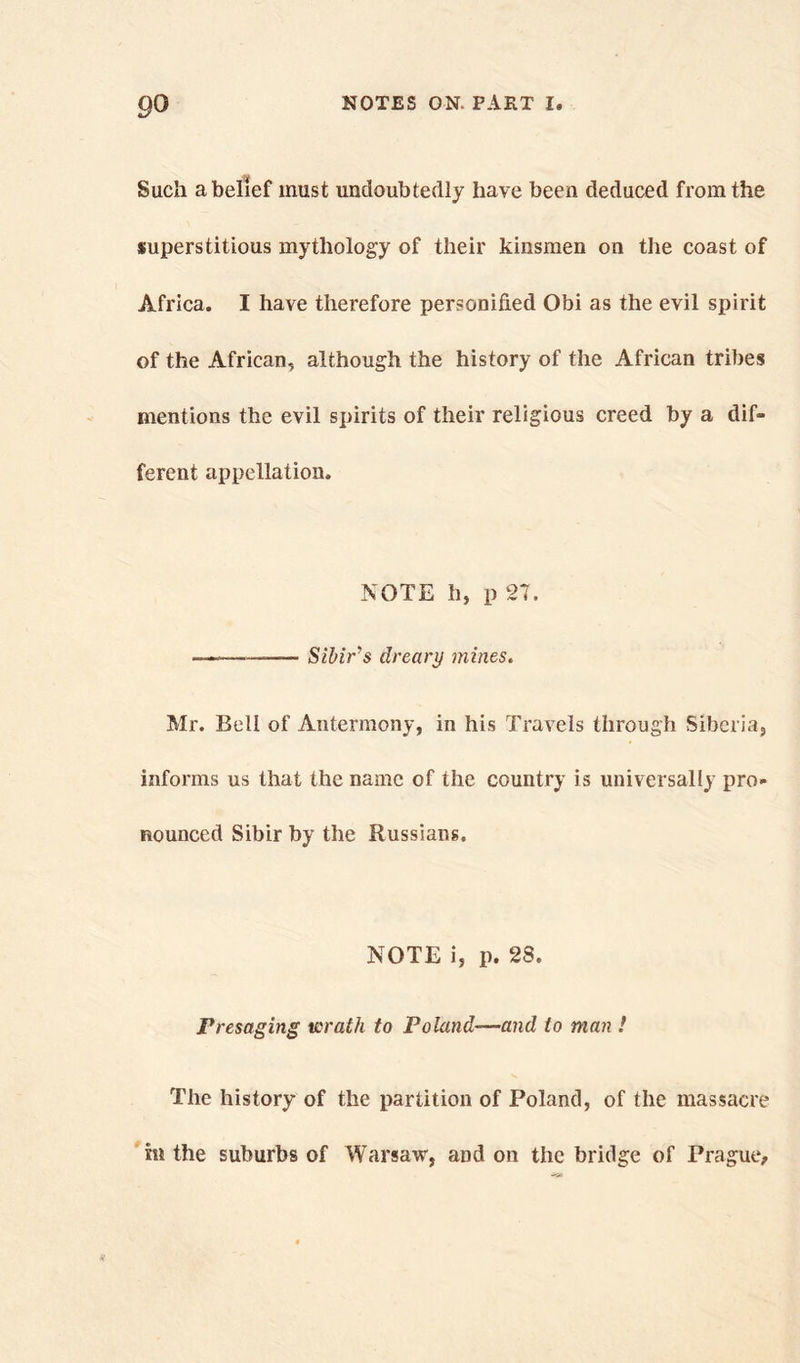 90 NOTES ON. PART I.
Such a belief must undoubtedly have been deduced from the
superstitious mythology of their kinsmen on the coast of
Africa. I have therefore personified Obi as the evil spirit
of the African, although the history of the African tribes
mentions the evil spirits of their religious creed by a dif-
ferent appellation.
NOTE h, p 27.
———— Sibir's dreary mines.
Mr. Bell of Antermony, in his Travels through Siberia,
informs us that the name of the country is universally pro-
nounced Sibir by the Russians.
NOTE i, p. 28.
Presaging wrath to Poland—and to man !
The history of the partition of Poland, of the massacre
in the suburbs of Warsaw, and on the bridge of Prague,